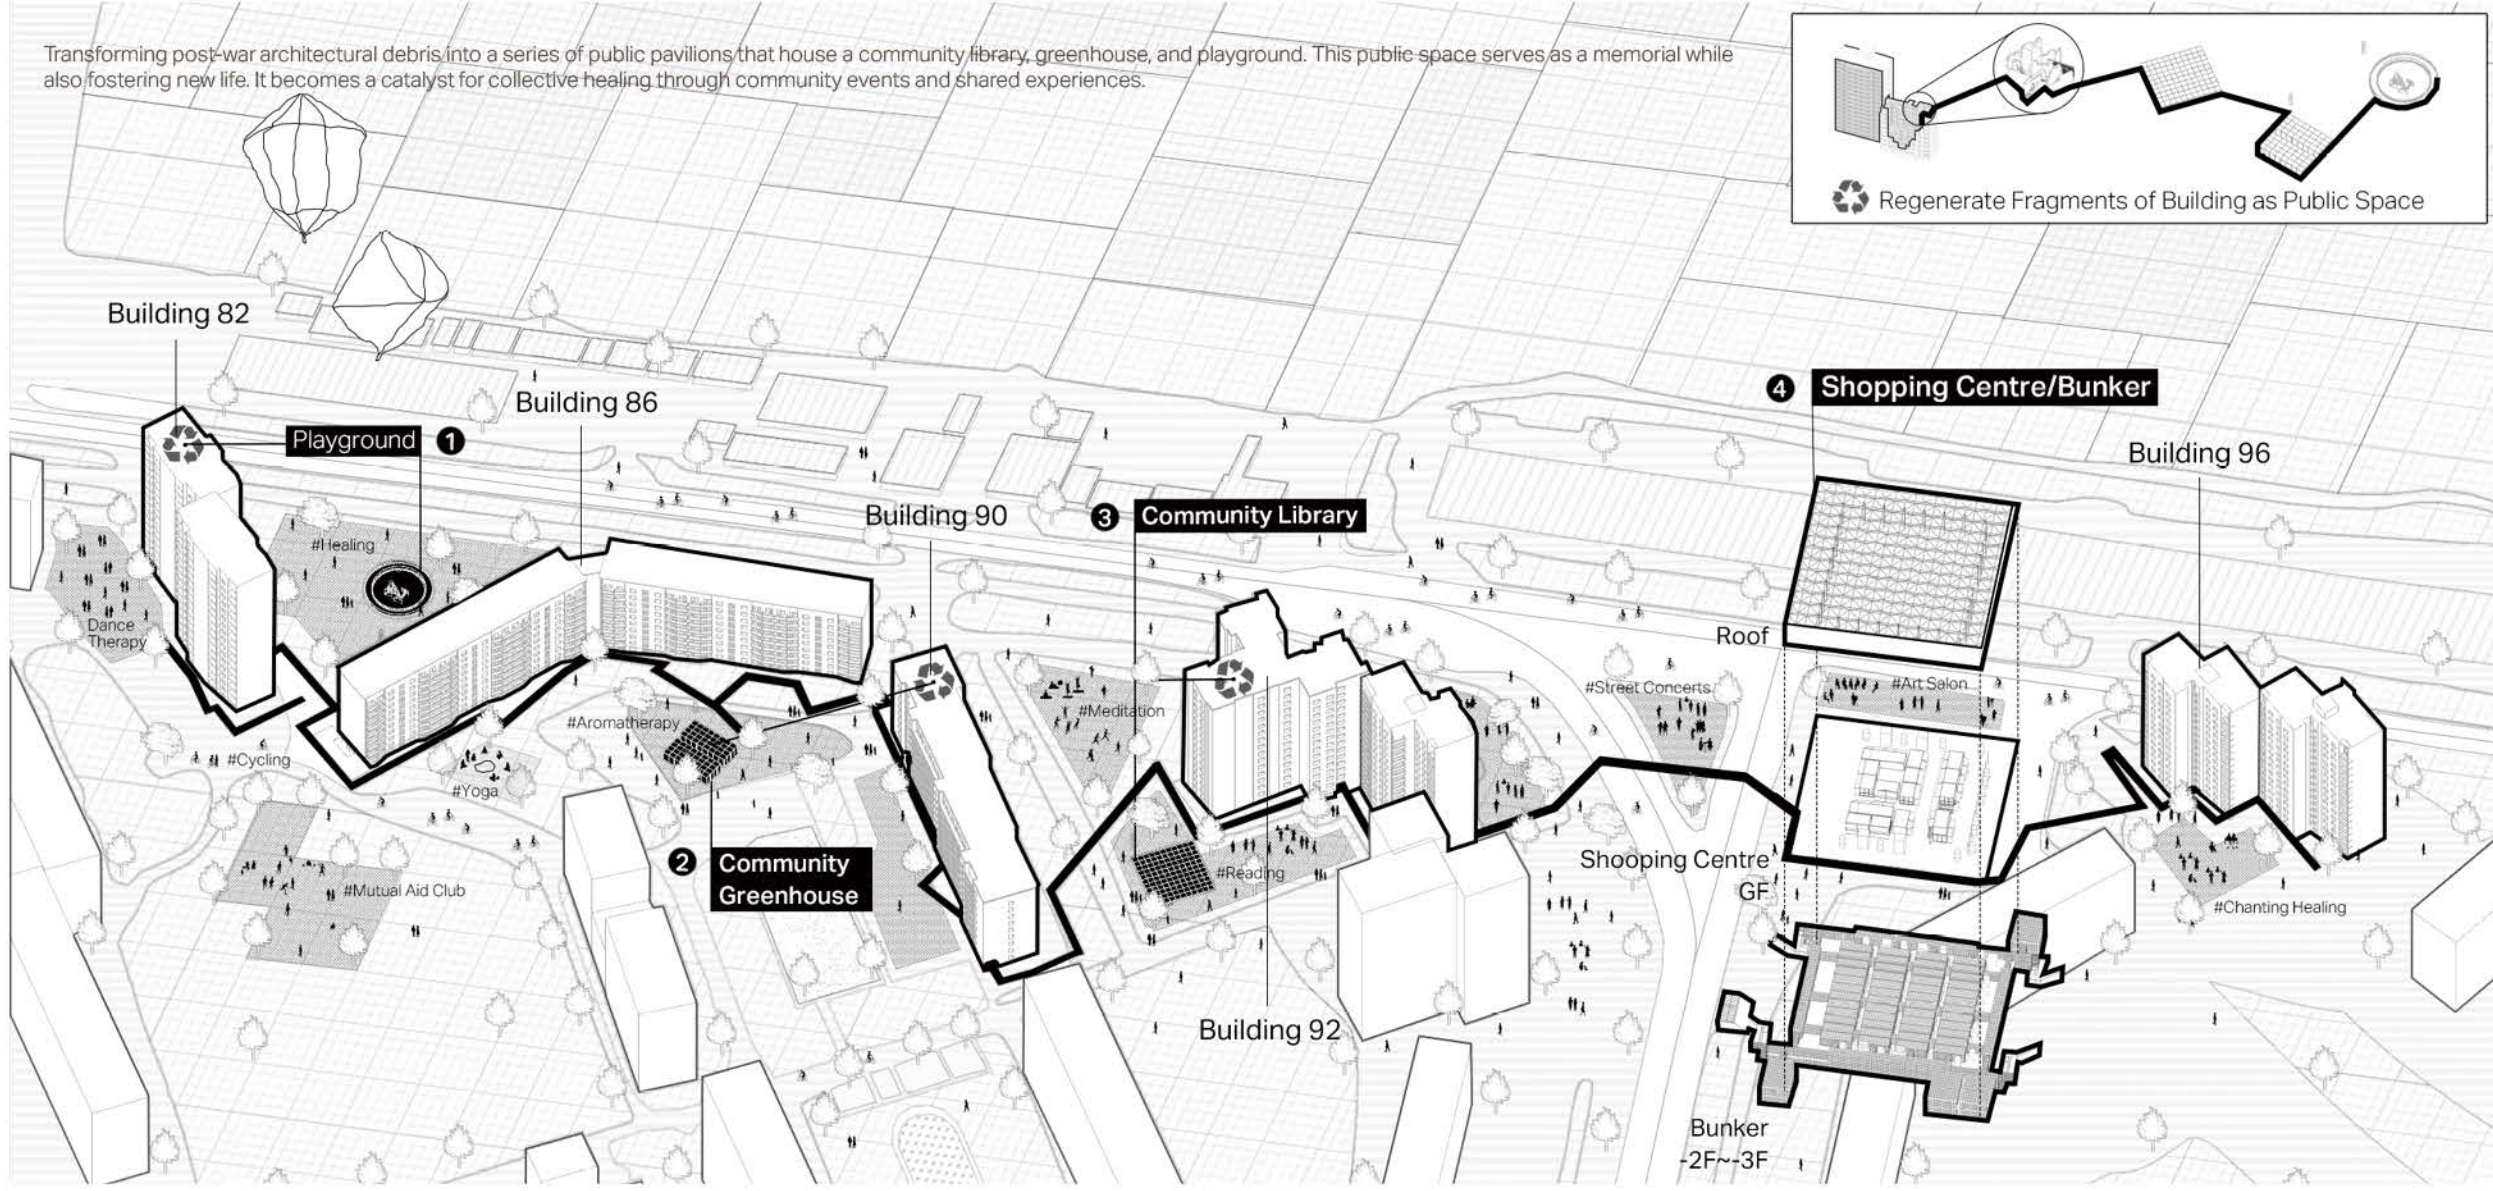 Transforming post-war architectural debris into a series of public pavilions that house a community library, greenhouse, and playground. This public space serves as a memorial while
also fostering new life. It becomes a catalyst for collective healing through community events and shared experiences.
Regenerate Fragments of Building as Public Space
Building 82
Building 86
Playground 1
Building 90
3 Community Library
4 Shopping Centre/Bunker
Building 96
#Healing
Dance
Therapy
Roof
#Street Concerts
#Art Salon
#Meditation
#Aromatherapy
#Cycling
#Yoga
#Mutual Aid Club
2 Community
Greenhouse
#Reading
Shooping Centre
GF
#Chanting Healing
Building 92
Bunker
-2F~-3F